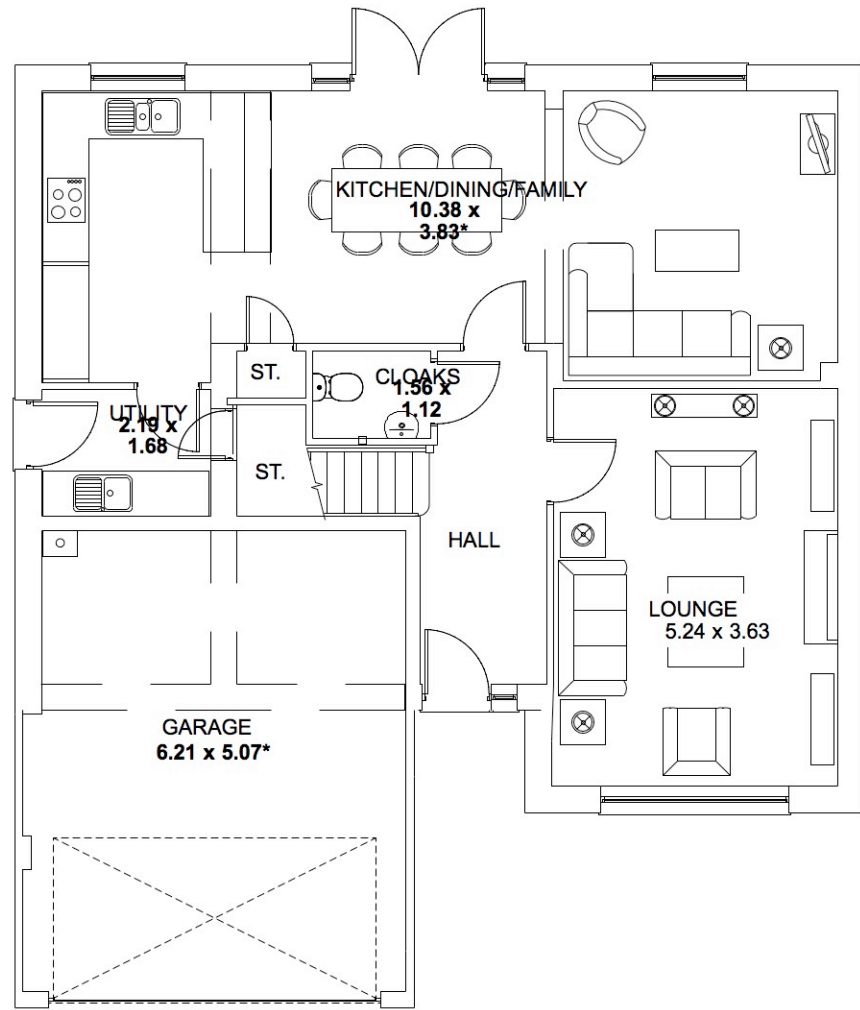 KITCHEN/DINING/FAMILY
10.38 x
3.83*
ST.
CLOAKS
1.56 x
1.12
UTILITY
2.19 x
1.68
ST.
HALL
LOUNGE
5.24 x 3.63
GARAGE
6.21 x 5.07*